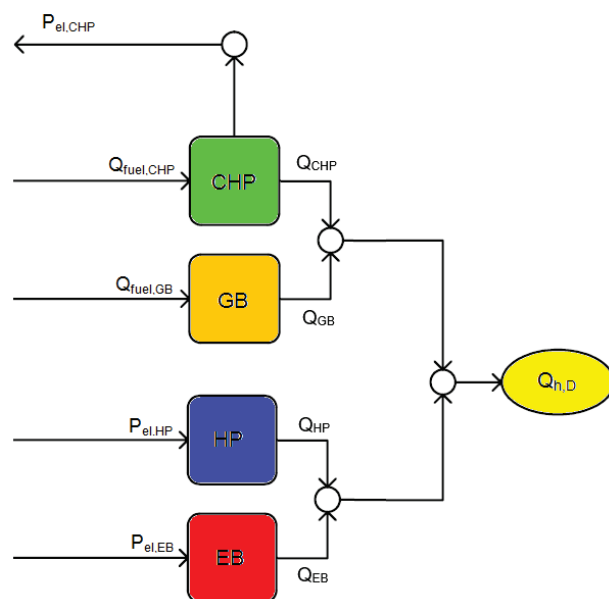 P el,CHP
Q fuel,CHP
CHP
Q CHP
Q fuel,GB
GB
Q GB
Q h,D
P el,HP
HP
Q HP
P el,EB
EB
Q EB